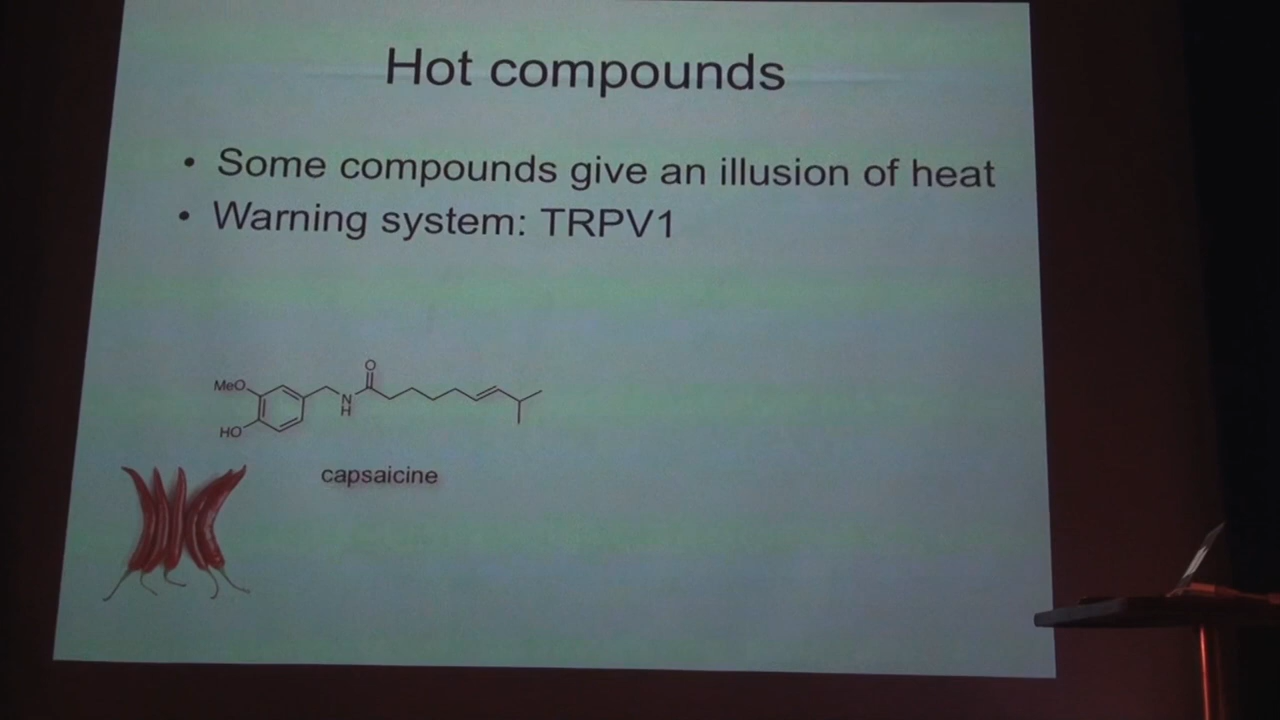 Hot compounds
• Some compounds give an illusion of heat
• Warning system: TRPV1
O
MeO
N
H
HO
capsaicine